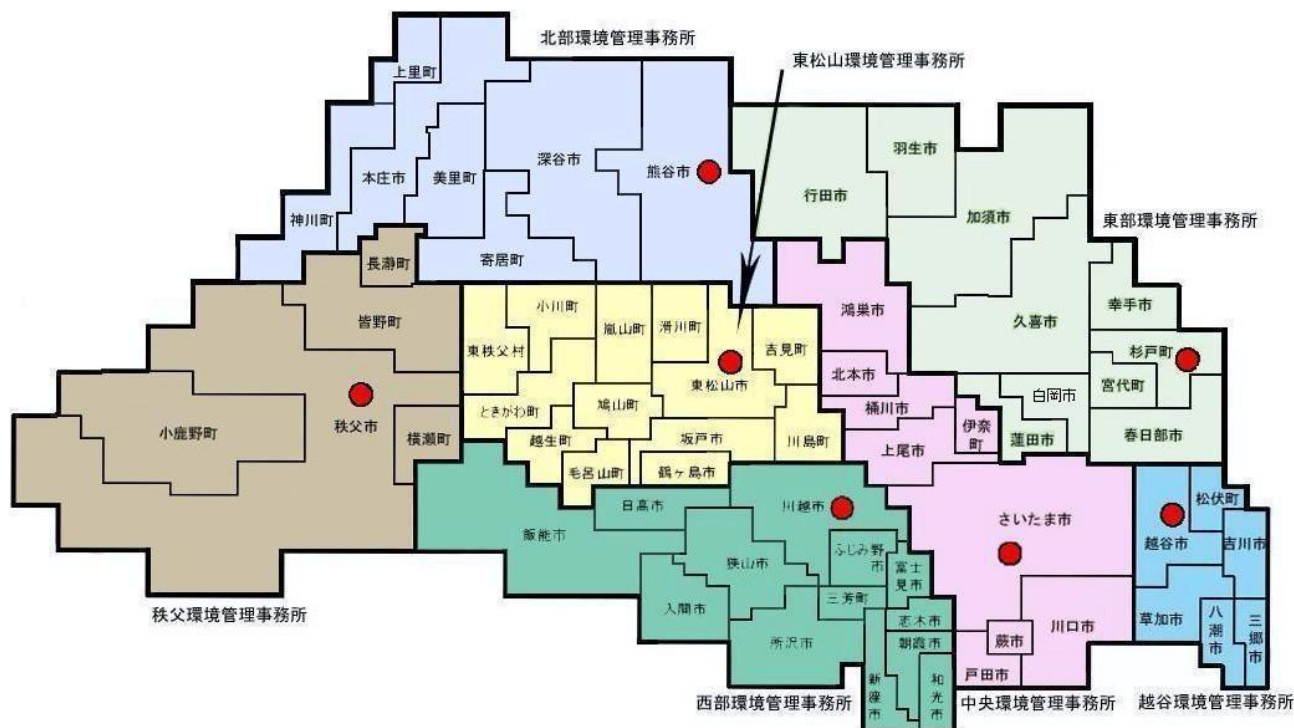 北部環境管理事務所
東松山環境管理事務所
上里町
本庄市
美里町
深谷市
熊谷市
神川町
寄居町
行田市
羽生市
加須市
東部環境管理事務所
久喜市
幸手市
杉戸町
宮代町
白岡市
蓮田市
春日部市
長瀞町
皆野町
小鹿野町
秩父市
横瀬町
秩父環境管理事務所
小川町
東秩父村
嵐山町
滑川町
吉見町
東松山市
ときがわ町
鳩山町
越生町
毛呂山町
坂戸市
鶴ヶ島市
川島町
鴻巣市
北本市
桶川市
伊奈
町
上尾市
さいたま市
川口市
蕨市
戸田市
中央環境管理事務所
飯能市
日高市
川越市
狭山市
ふじみ野
市
富士
見市
入間市
三芳町
所沢市
志木市
朝霞市
新座市
和光市
西部環境管理事務所
松伏町
越谷市
吉川市
草加市
八潮市
三郷市
越谷環境管理事務所